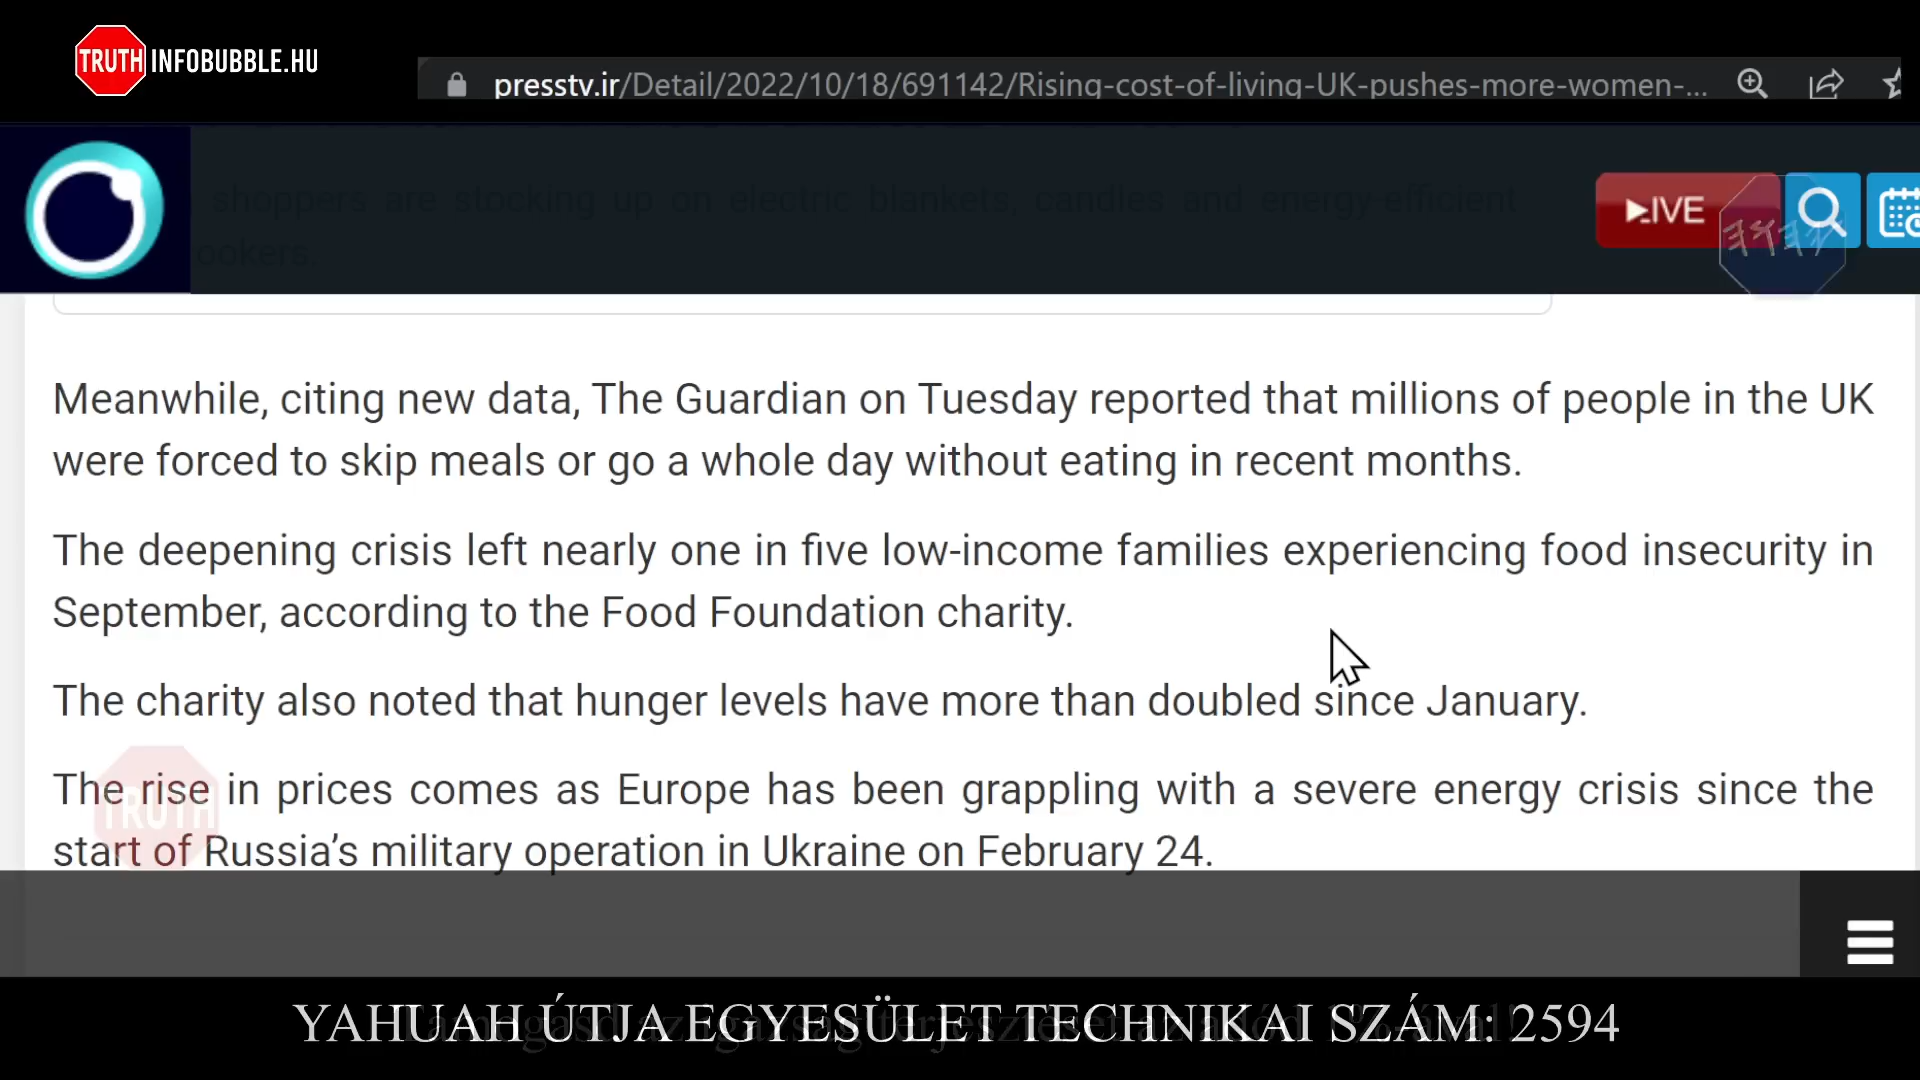 TRUTH INFOBUBBLE.HU
presstv.ir/Detail/2022/10/18/691142/Rising-cost-of-living-UK-pushes-more-women-...
shoppers are stocking up on electric blankets, candles and energy-efficient
ookers.
LIVE
𐤉𐤄𐤅𐤄
Meanwhile, citing new data, The Guardian on Tuesday reported that millions of people in the UK
were forced to skip meals or go a whole day without eating in recent months.
The deepening crisis left nearly one in five low-income families experiencing food insecurity in
September, according to the Food Foundation charity.
The charity also noted that hunger levels have more than doubled since January.
The rise in prices comes as Europe has been grappling with a severe energy crisis since the
start of Russia’s military operation in Ukraine on February 24.
TRUTH
YAHUAH ÚTJA EGYESÜLET TECHNIKAI SZÁM: 2594